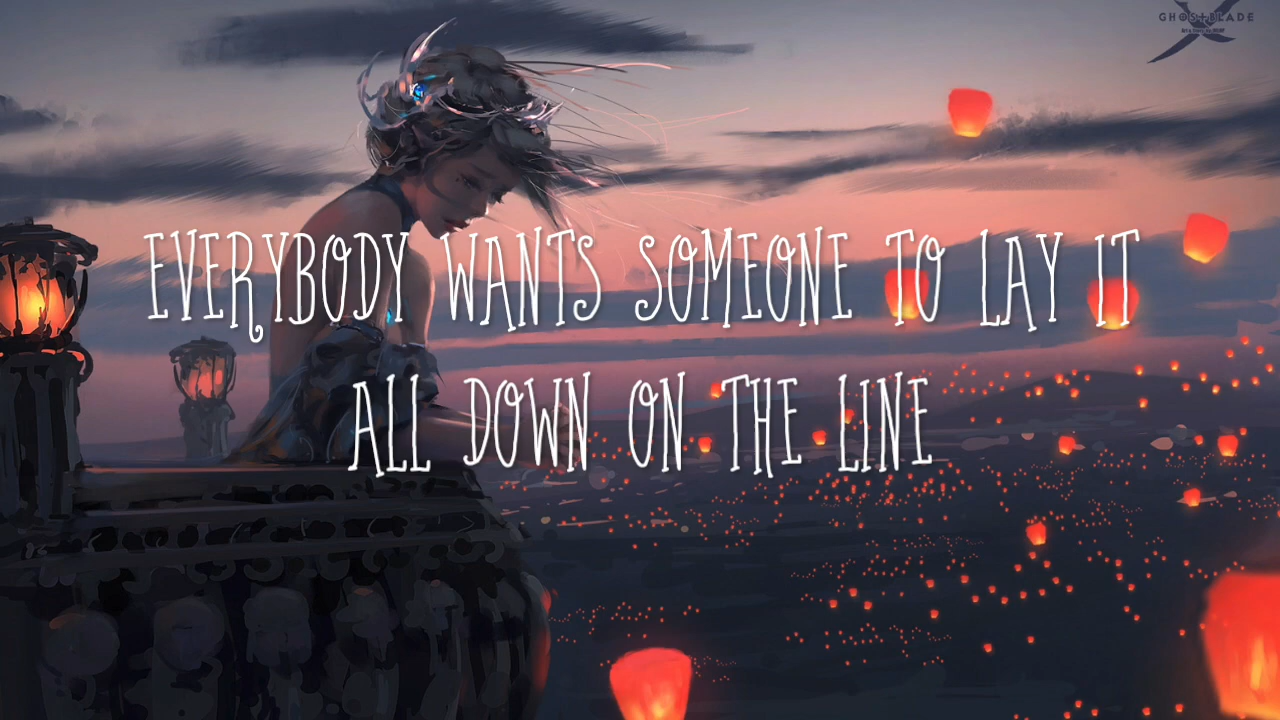 GHOSTBLADE
EVERYBODY WANTS SOMEONE TO LAY IT
ALL DOWN ON THE LINE